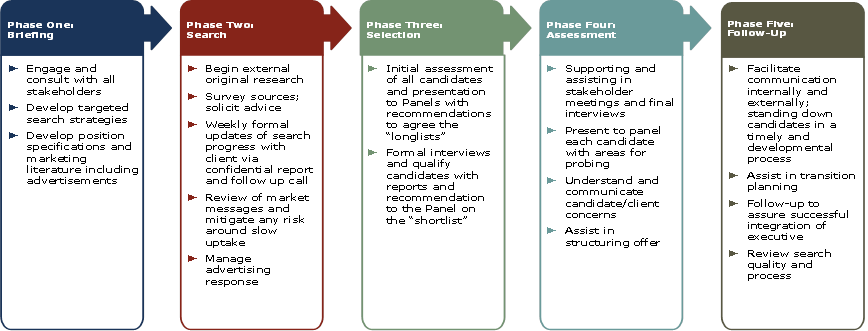 Phase One:
Briefing
Engage and
consult with all
stakeholders
Develop targeted
search strategies
Develop position
specifications and
marketing
literature including
advertisements
Phase Two:
Search
Begin external
original research
Survey sources;
solicit advice
Weekly formal
updates of search
progress with
client via
confidential report
and follow up call
Review of market
messages and
mitigate any risk
around slow
uptake
Manage
advertising
response
Phase Three:
Selection
Initial assessment
of all candidates
and presentation
to Panels with
recommendations
to agree the
“longlists”
Formal interviews
and qualify
candidates with
reports and
recommendation
to the Panel on
the “shortlist”
Phase Four:
Assessment
Supporting and
assisting in
stakeholder
meetings and final
interviews
Present to panel
each candidate
with areas for
probing
Understand and
communicate
candidate/client
concerns
Assist in
structuring offer
Phase Five:
Follow-Up
Facilitate
communication
internally and
externally;
standing down
candidates in a
timely and
developmental
process
Assist in transition
planning
Follow-up to
assure successful
integration of
executive
Review search
quality and
process